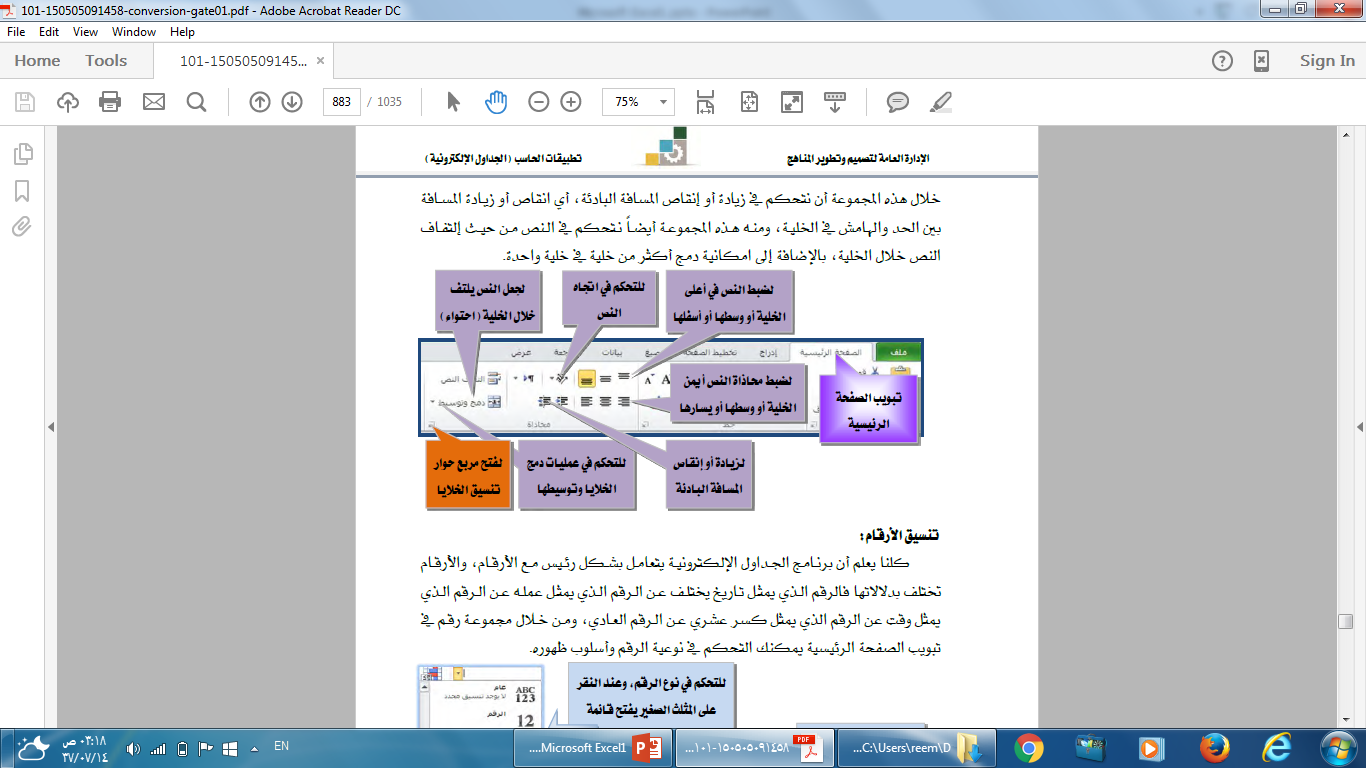 101-150505091458-conversion-gate01.pdf - Adobe Acrobat Reader DC
File Edit View Window Help
Home Tools 101-15050509145... × Sign In
883 / 1035 75%
الإدارة العامة لتصميم وتطوير المناهج
تطبيقات الحاسب (الجداول الإلكترونية)
خلال هذه المجموعة أن نتحكم في زيادة أو إنقاص المسافة البادئة، أي انقاص أو زيادة المسافة
بين الحد والهامش في الخلية، ومنه هذه المجموعة أيضاً نتحكم في النص من حيث إلتفاف
النص خلال الخلية، بالإضافة إلى امكانية دمج أكثر من خلية في خلية واحدة.
لضبط النص في أعلى
الخلية أو وسطها أو أسفلها
للتحكم في اتجاه
النص
لجعل النص يلتف
خلال الخلية (احتواء)
ملف الصفحة الرئيسية إدراج تخطيط الصفحة بيانات عرض
تبويب الصفحة
الرئيسية
لضبط محاذاة النص أيمن
الخلية أو وسطها أو يسارها
النص
دمج وتوسيط
خط
محاذاة
لزيادة أو إنقاص
المسافة البادئة
للتحكم في عمليات دمج
الخلايا وتوسيطها
لفتح مربع حوار
تنسيق الخلايا
تنسيق الأرقام:
كلنا يعلم أن برنامج الجداول الإلكترونية يتعامل بشكل رئيس مع الأرقام، والأرقام
تختلف بدلالاتها فالرقم الذي يمثل تاريخ يختلف عن الرقم الذي يمثل عمله عن الرقم الذي
يمثل وقت عن الرقم الذي يمثل كسر عشري عن الرقم العادي، ومن خلال مجموعة رقم في
تبويب الصفحة الرئيسية يمكنك التحكم في نوعية الرقم وأسلوب ظهوره.
للتحكم في نوع الرقم، وعند النقر
على المثلث الصغير يفتح قائمة
ABC
123
عام
لا يوجد تنسيق محدد
12
الرقم
٠٣:١٨ ص
٣٧/٠٧/١٤
EN
...Microsoft Excel1
...١٠١-١٥٠٥٠٥٠٩١٤٥٨
...C:\Users\reem\D